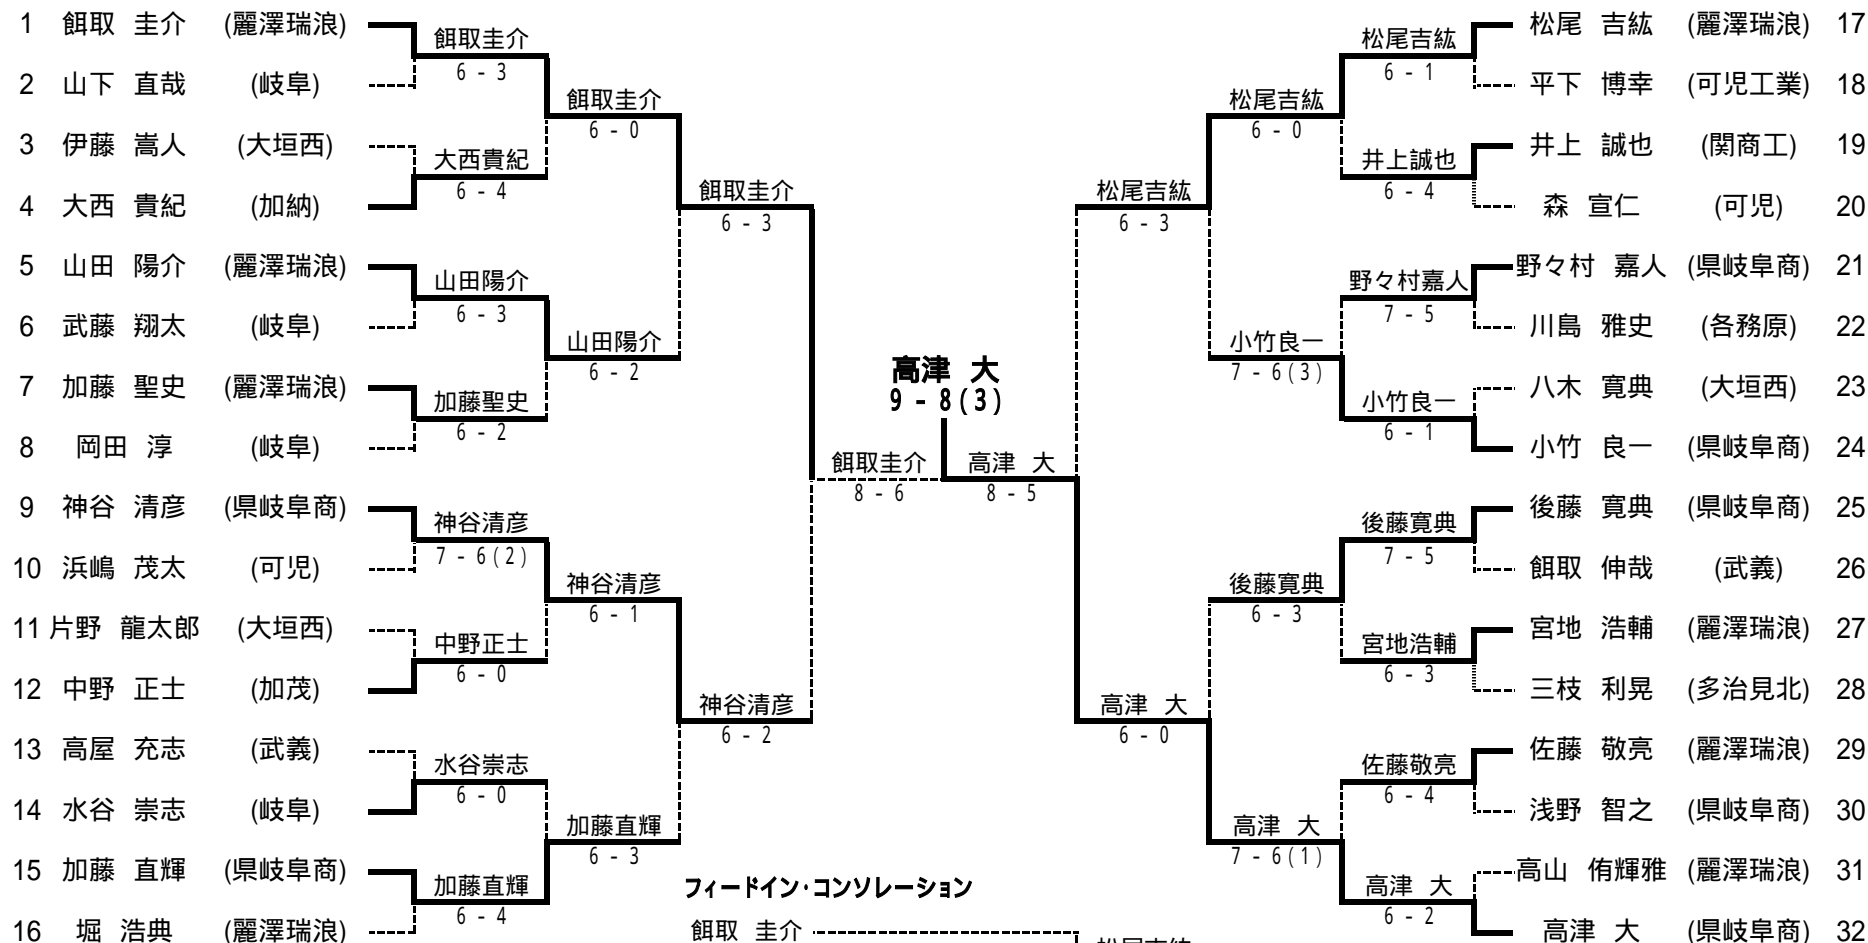 1 餌取 圭介 (麗澤瑞浪)
2 山下 直哉 (岐阜)
3 伊藤 嵩人 (大垣西)
4 大西 貴紀 (加納)
5 山田 陽介 (麗澤瑞浪)
6 武藤 翔太 (岐阜)
7 加藤 聖史 (麗澤瑞浪)
8 岡田 淳 (岐阜)
9 神谷 清彦 (県岐阜商)
10 浜嶋 茂太 (可児)
11 片野 龍太郎 (大垣西)
12 中野 正士 (加茂)
13 高屋 充志 (武義)
14 水谷 崇志 (岐阜)
15 加藤 直輝 (県岐阜商)
16 堀 浩典 (麗澤瑞浪)
餌取圭介
6 - 3
大西貴紀
6 - 4
山田陽介
6 - 3
加藤聖史
6 - 2
神谷清彦
7 - 6(2)
中野正士
6 - 0
水谷崇志
6 - 0
加藤直輝
6 - 4
餌取圭介
6 - 0
山田陽介
6 - 2
神谷清彦
6 - 1
加藤直輝
6 - 3
餌取圭介
6 - 3
神谷清彦
6 - 2
餌取圭介
8 - 6
高津 大
9 - 8(3)
高津 大
8 - 5
松尾吉紘
6 - 3
高津 大
6 - 0
松尾吉紘
6 - 0
小竹良一
7 - 6(3)
後藤寛典
6 - 3
高津 大
7 - 6(1)
松尾吉紘
6 - 1
井上誠也
6 - 4
野々村嘉人
7 - 5
小竹良一
6 - 1
後藤寛典
7 - 5
宮地浩輔
6 - 3
佐藤敬亮
6 - 4
高津 大
6 - 2
松尾 吉紘 (麗澤瑞浪) 17
平下 博幸 (可児工業) 18
井上 誠也 (関商工) 19
森 宣仁 (可児) 20
野々村 嘉人 (県岐阜商) 21
川島 雅史 (各務原) 22
八木 寛典 (大垣西) 23
小竹 良一 (県岐阜商) 24
後藤 寛典 (県岐阜商) 25
餌取 伸哉 (武義) 26
宮地 浩輔 (麗澤瑞浪) 27
三枝 利晃 (多治見北) 28
佐藤 敬亮 (麗澤瑞浪) 29
浅野 智之 (県岐阜商) 30
高山 侑輝雅 (麗澤瑞浪) 31
高津 大 (県岐阜商) 32
フィードイン・コンソレーション
餌取 圭介
松尾吉紘